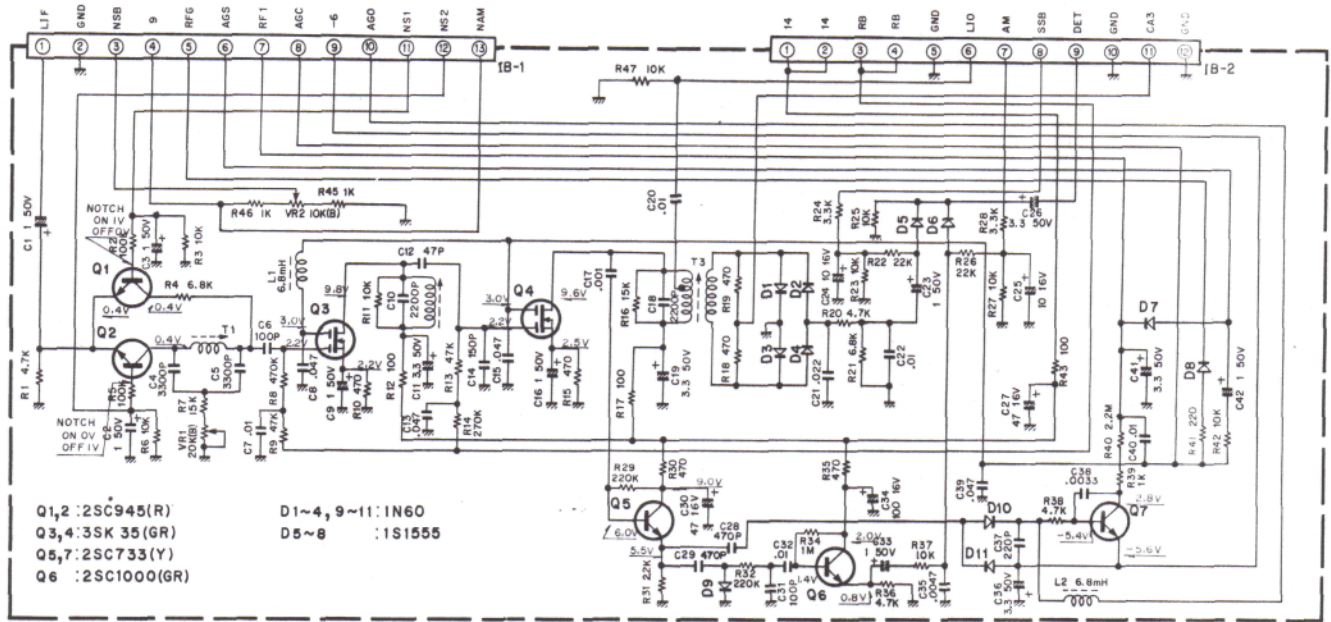 LIF GND NSB 9 RFG AGS RF1 AGC -6 AGO NS1 NS2 NAM
1 2 3 4 5 6 7 8 9 10 11 12 13
IB-1
14 14 RB RB GND LIO AM SSB DET GND CA3 GND
1 2 3 4 5 6 7 8 9 10 11 12
IB-2
R47 10K
C1 1 50V
NOTCH
ON 1V
OFF 0V
R2 100K
C3 1 50V
R3 10K
R46 1K
VR2 10K(B)
R45 1K
Q1
0.4V
0.4V
R4 6.8K
Q2
0.4V
T1
R1 4.7K
R5 100K
C4 3300P
C5 3300P
C6 100P
NOTCH
ON 0V
OFF 1V
C2 1 50V
R6 10K
R7 15K
VR1 20K(B)
R8 470K
C7 .01
R9 47K
L1 6.8mH
3.0V
2.2V
Q3
9.8V
2.2V
C8 .047
C9 1 50V
R10 470
R11 10K
C10 2200P
C12 47P
R12 100
C11 3.3 50V
R13 47K
C13 .047
R14 270K
C14 150P
C15 .047
3.0V
2.2V
Q4
9.6V
2.5V
C16 1 50V
R15 470
C17 .001
R16 15K
C18 2200P
C20 .01
T3
R17 100
C19 3.3 50V
R19 470
R18 470
D1
D2
D3
D4
R24 3.3K
R25 10K
D5
D6
C26 3.3 50V
R28 3.3K
C24 10 16V
R23 10K
R22 22K
C23 1 50V
R26 22K
R20 4.7K
R21 6.8K
C21 .022
C22 .01
R27 10K
C25 10 16V
C27 47 16V
R43 100
D7
D8
C41 3.3 50V
C42 1 50V
R40 2.2M
C40 .01
R41 220
R42 10K
R39 1K
R29 220K
R30 470
Q5
9.0V
6.0V
5.5V
C30 47 16V
C28 470P
C29 470P
R31 2.2K
D9
R32 220K
C31 100P
C32 .01
R34 1M
R35 470
C34 100 16V
2.0V
1.4V
Q6
0.8V
C33 1 50V
R37 10K
R36 4.7K
C35 .0047
C39 .047
D10
D11
C37 220P
C36 3.3 50V
R38 4.7K
C38 .0033
Q7
2.8V
-5.4V
-5.6V
L2 6.8mH
Q1,2 :2SC945(R)
Q3,4:3SK 35(GR)
Q5,7:2SC733(Y)
Q6 :2SC1000(GR)
D1~4, 9~11:1N60
D5~8 :1S1555